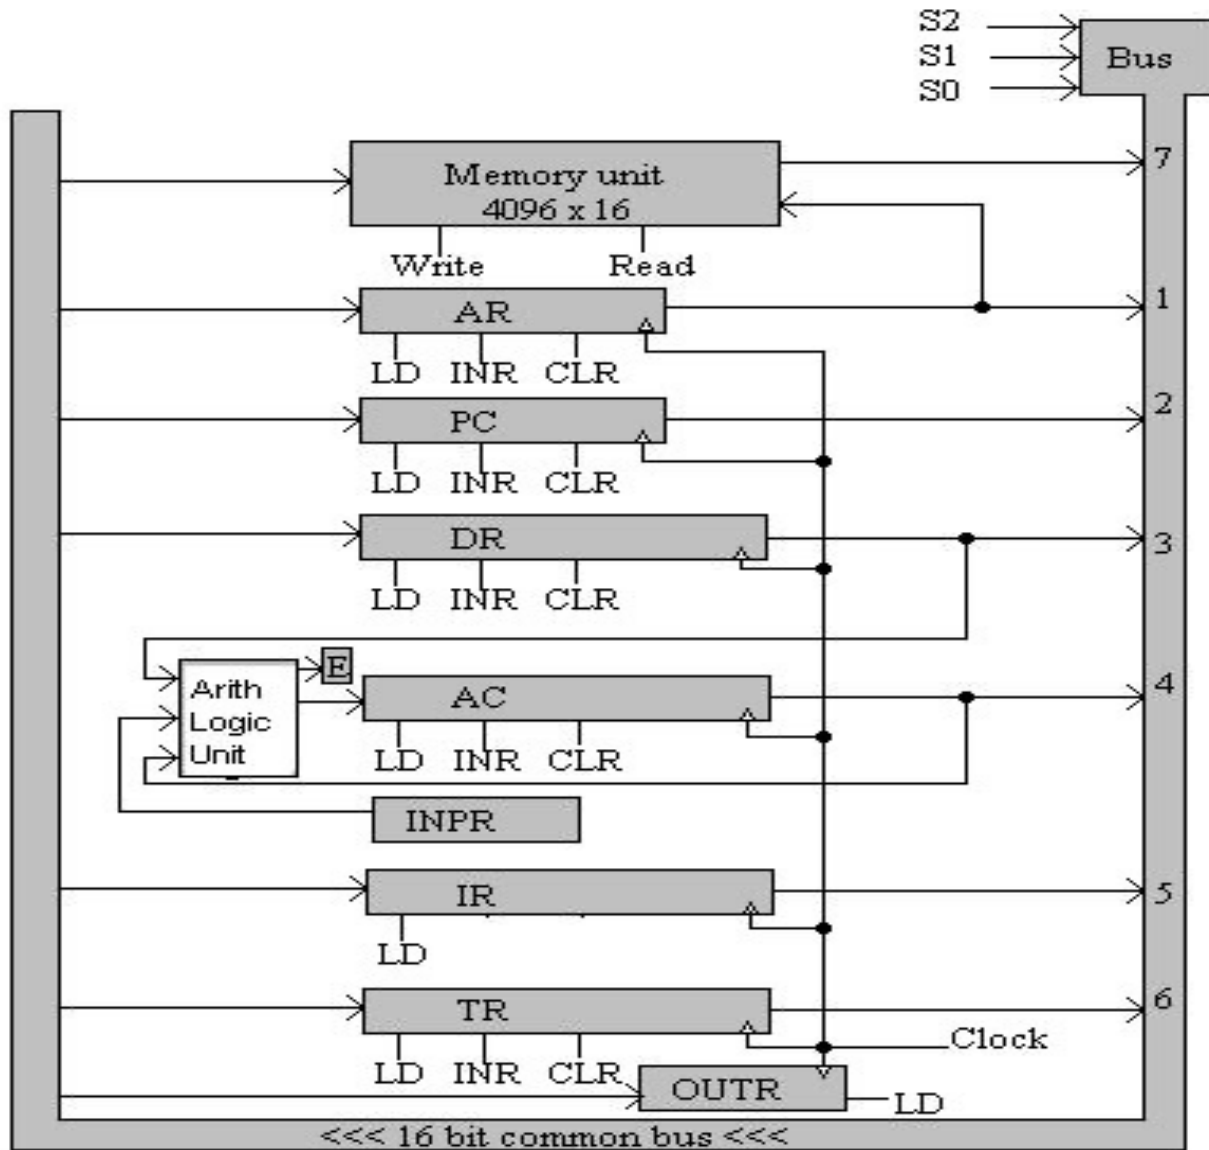 S2
S1
S0
Bus
7
Memory unit
4096 x 16
Write Read
1
AR
LD INR CLR
2
PC
LD INR CLR
3
DR
LD INR CLR
E
4
Arith
Logic
Unit
AC
LD INR CLR
INPR
5
IR
LD
6
TR
Clock
LD INR CLR
OUTR
LD
<<< 16 bit common bus <<<